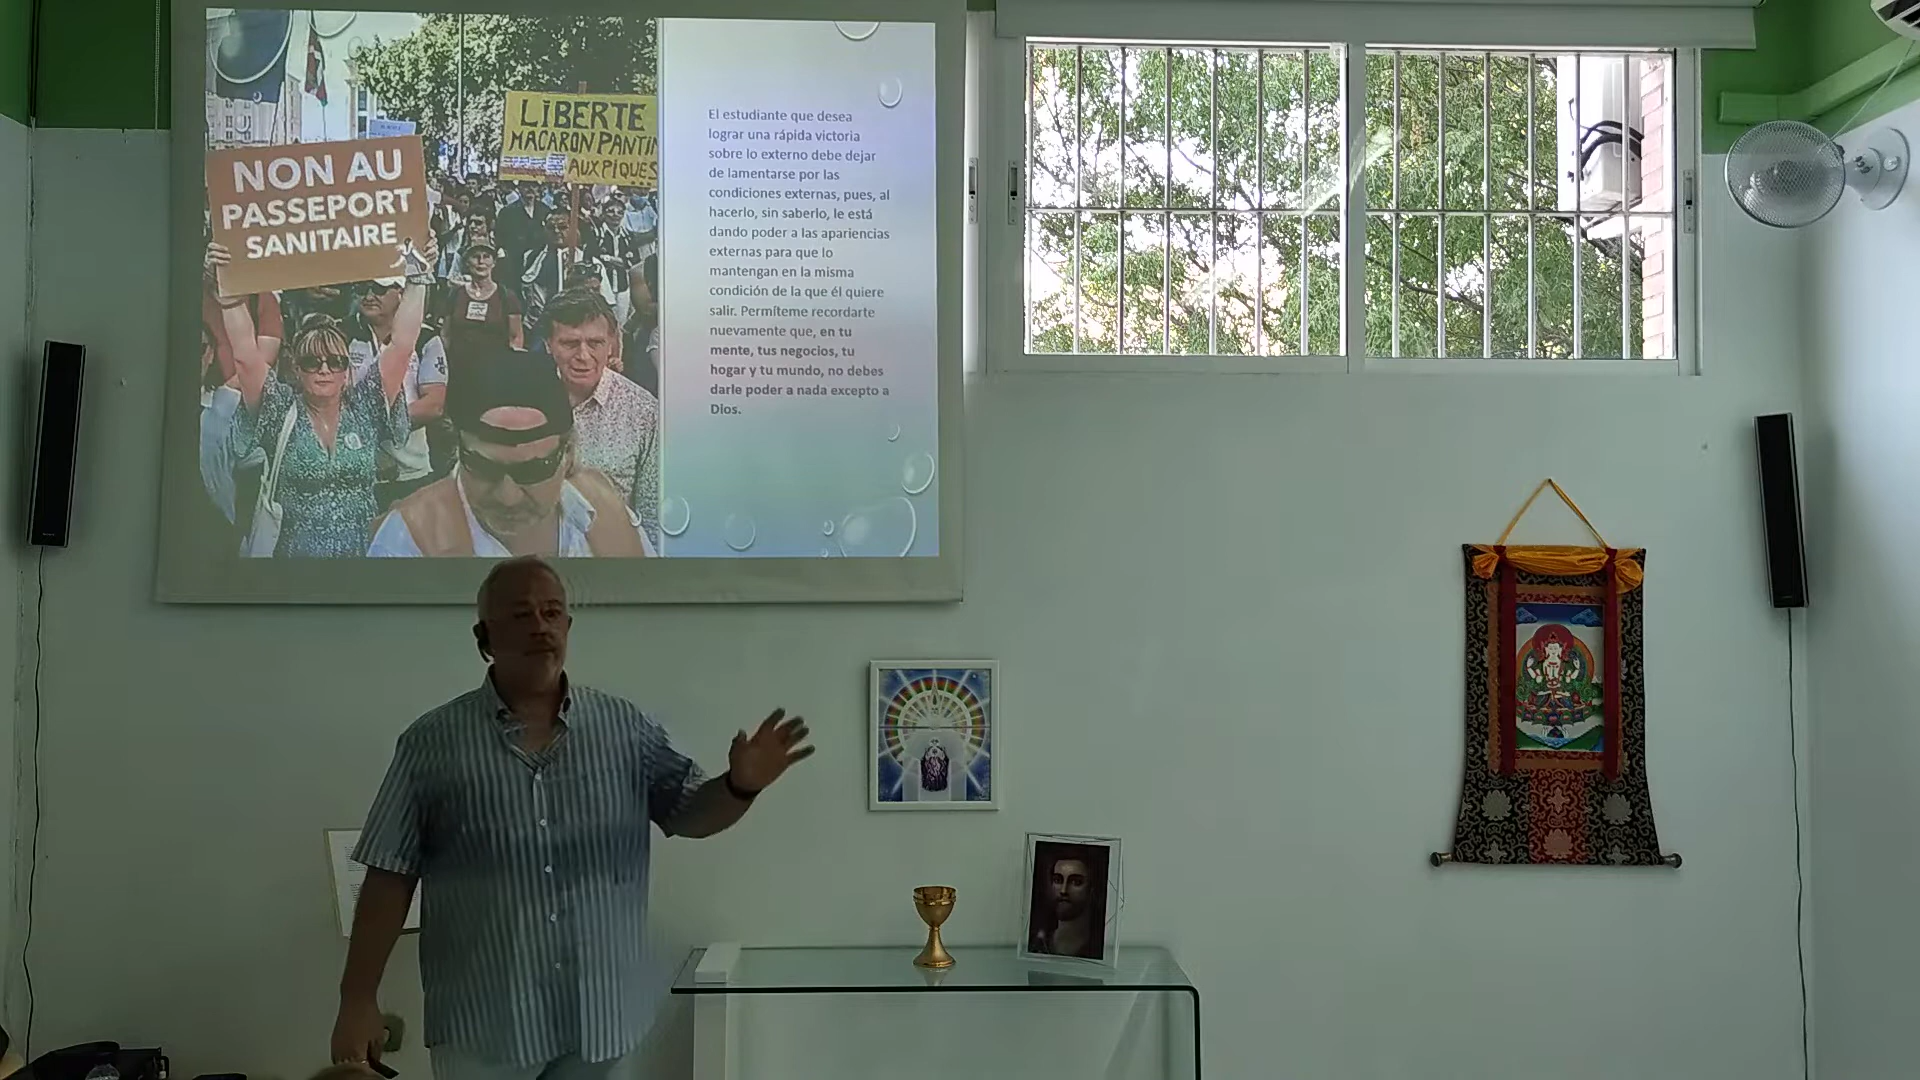 NON AU
PASSEPORT
SANITAIRE
LIBERTE
MACARON PANTIN
AUX PIQUES
...
El estudiante que desea
lograr una rápida victoria
sobre lo externo debe dejar
de lamentarse por las
condiciones externas, pues, al
hacerlo, sin saberlo, le está
dando poder a las apariencias
externas para que lo
mantengan en la misma
condición de la que él quiere
salir. Permíteme recordarte
nuevamente que, en tu
mente, tus negocios, tu
hogar y tu mundo, no debes
darle poder a nada excepto a
Dios.